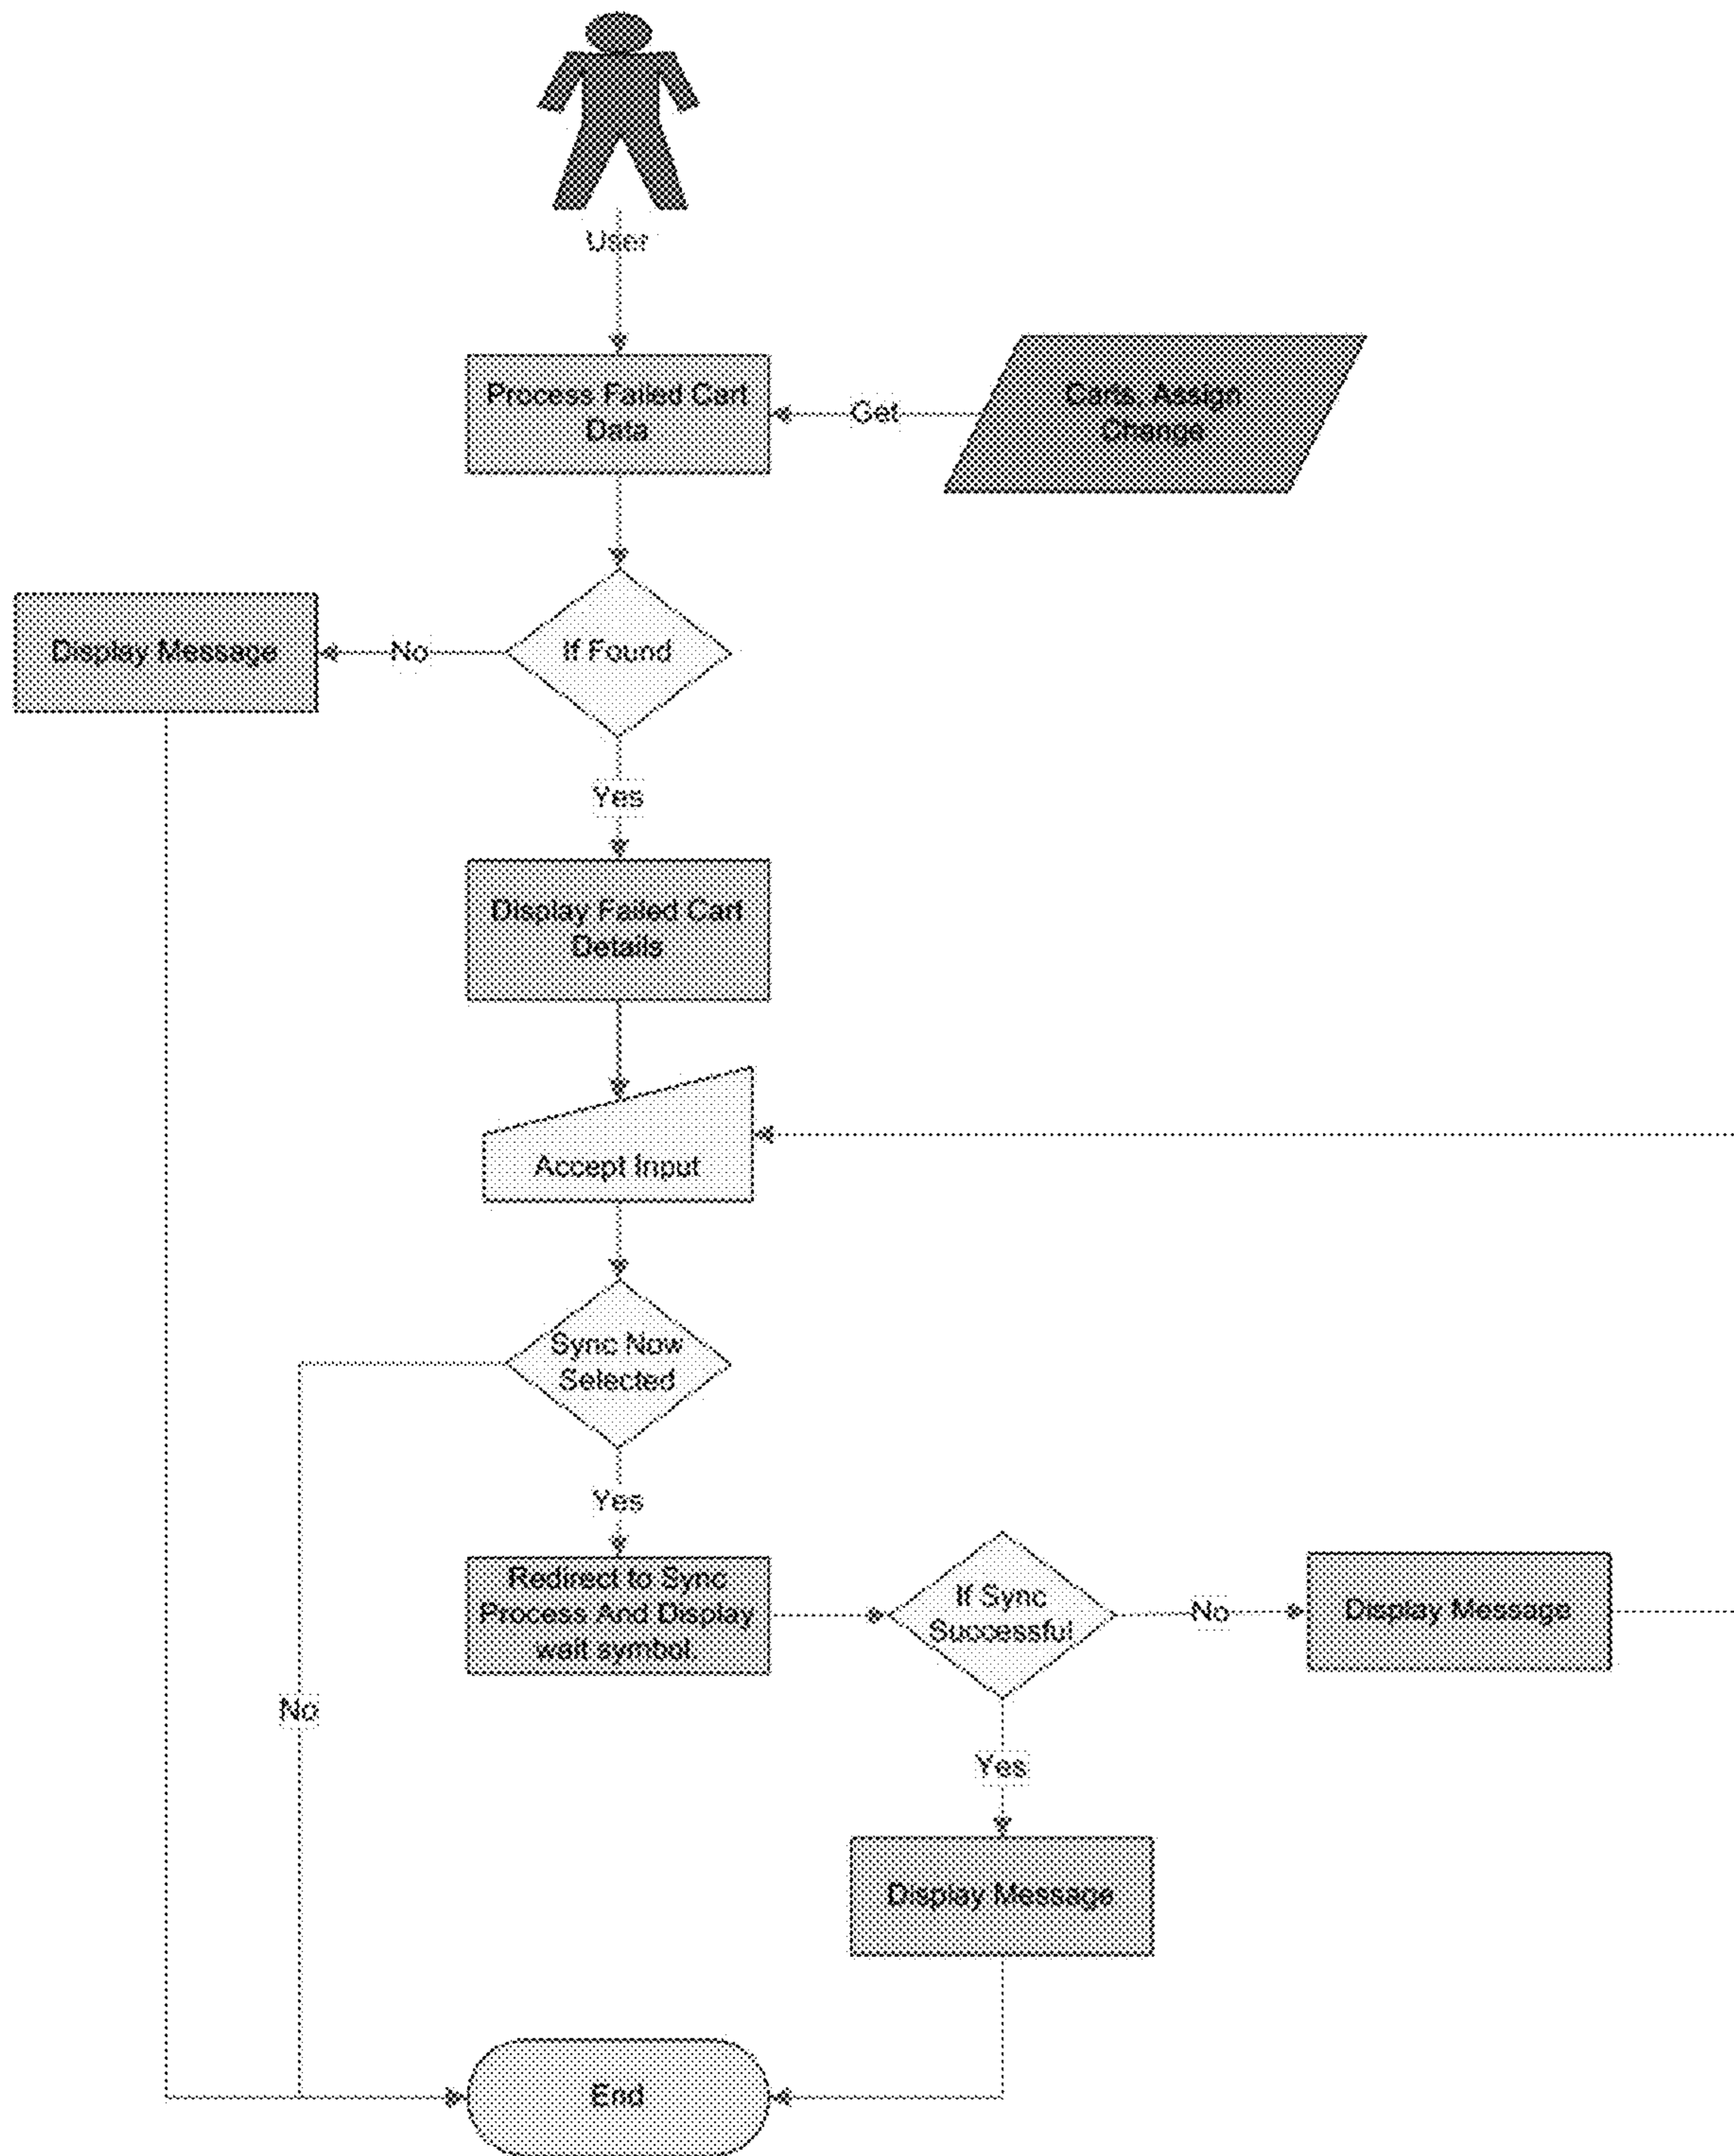 User
Process Failed Cart
Data
Get
Carts, Assign
Change
Display Message
No
If Found
Yes
Display Failed Cart
Details
Accept Input
Sync Now
Selected
Yes
Redirect to Sync
Process And Display
wait symbol
If Sync
Successful
No
Display Message
No
Yes
Display Message
End